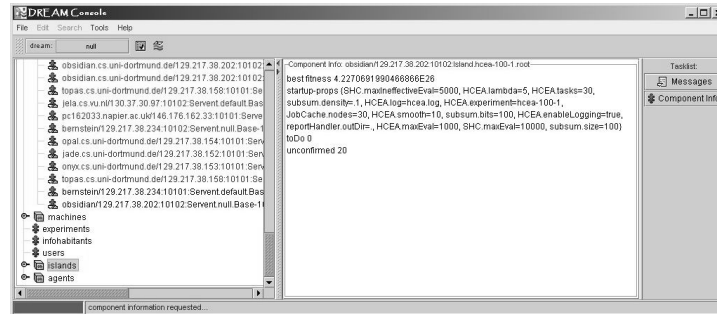 DREAM Console
File Edit Search Tools Help
dream: null
obsidian.cs.uni-dortmund.de/129.217.38.202:10102:
obsidian.cs.uni-dortmund.de/129.217.38.202:10102:
topas.cs.uni-dortmund.de/129.217.38.158:10101:Se
jela.cs.vu.nl/130.37.30.97:10102:Servent.default.Bas
pc162033.napier.ac.uk/146.176.162.33:10101:Serve
bernstein/129.217.38.234:10102:Servent.null.Base-1
opal.cs.uni-dortmund.de/129.217.38.154:10101:Serv
jade.cs.uni-dortmund.de/129.217.38.152:10101:Serv
onyx.cs.uni-dortmund.de/129.217.38.153:10101:Serv
topas.cs.uni-dortmund.de/129.217.38.158:10101:Se
bernstein/129.217.38.234:10101:Servent.default.Bas
obsidian/129.217.38.202:10102:Servent.null.Base-1
machines
experiments
infohabitants
users
islands
agents
Component Info: obsidian/129.217.38.202:10102:Island.hcea-100-1.root
best fitness 4.2270691990466866E26
startup-props {SHC.maxIneffectiveEval=5000, HCEA.lambda=5, HCEA.tasks=30,
subsum.density=.1, HCEA.log=hcea.log, HCEA.experiment=hcea-100-1,
JobCache.nodes=30, HCEA.smooth=10, subsum.bits=100, HCEA.enableLogging=true,
reportHandler.outDir=., HCEA.maxEval=1000, SHC.maxEval=10000, subsum.size=100}
toDo 0
unconfirmed 20
Tasklist:
Messages
Component Info
component information requested...